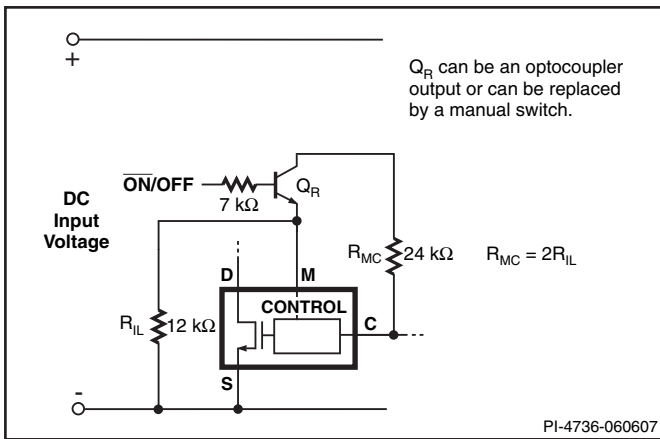 +
Q_R can be an optocoupler
output or can be replaced
by a manual switch.
O̅N̅/OFF
Q_R
7 kΩ
DC
Input
Voltage
R_MC
24 kΩ
R_MC = 2R_IL
D
M
CONTROL
C
R_IL
12 kΩ
S
-
PI-4736-060607